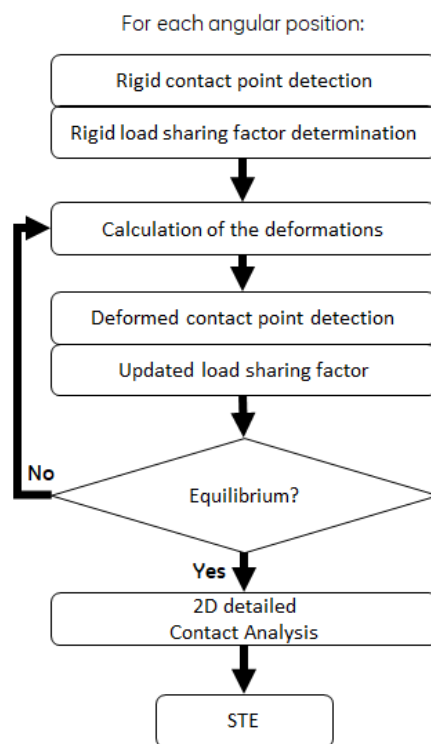 For each angular position:
Rigid contact point detection
Rigid load sharing factor determination
Calculation of the deformations
Deformed contact point detection
Updated load sharing factor
No
Equilibrium?
Yes
2D detailed
Contact Analysis
STE